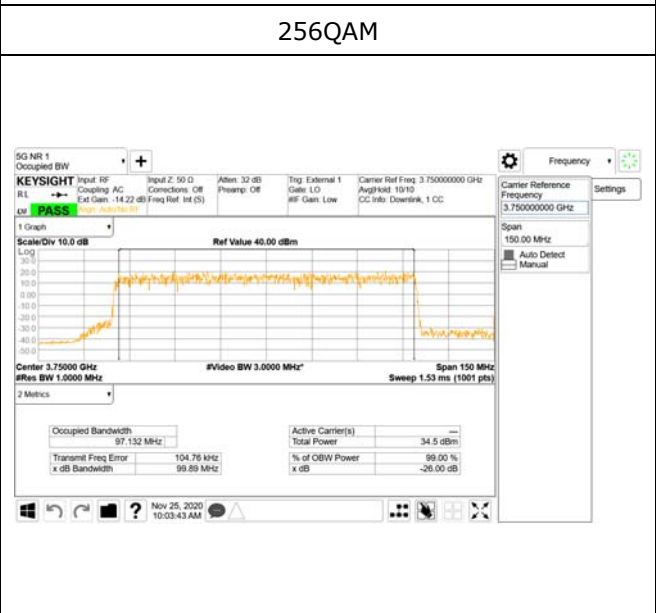 256QAM
5G NR 1
Occupied BW
Frequency
KEYSIGHT
Input: RF
Input Z: 50 Ω
Atten: 32 dB
Trig: External 1
Carrier Ref Freq: 3.750000000 GHz
RL
Coupling: AC
Corrections: Off
Preamp: Off
Gate: LO
Avg|Hold: 10/10
Ext Gain: -14.22 dB
Freq Ref: Int (S)
#IF Gain: Low
CC Info: Downlink, 1 CC
PASS
Align: Auto/No RF
Carrier Reference
Frequency
3.750000000 GHz
Settings
Span
150.00 MHz
Auto Detect
Manual
1 Graph
Scale/Div 10.0 dB
Ref Value 40.00 dBm
Log
30.0
20.0
10.0
0.00
-10.0
-20.0
-30.0
-40.0
-50.0
Center 3.75000 GHz
#Video BW 3.0000 MHz*
Span 150 MHz
#Res BW 1.0000 MHz
Sweep 1.53 ms (1001 pts)
2 Metrics
Occupied Bandwidth
97.132 MHz
Active Carrier(s)
---
Total Power
34.5 dBm
Transmit Freq Error
104.76 kHz
% of OBW Power
99.00 %
x dB Bandwidth
99.89 MHz
x dB
-26.00 dB
?
Nov 25, 2020
10:03:43 AM